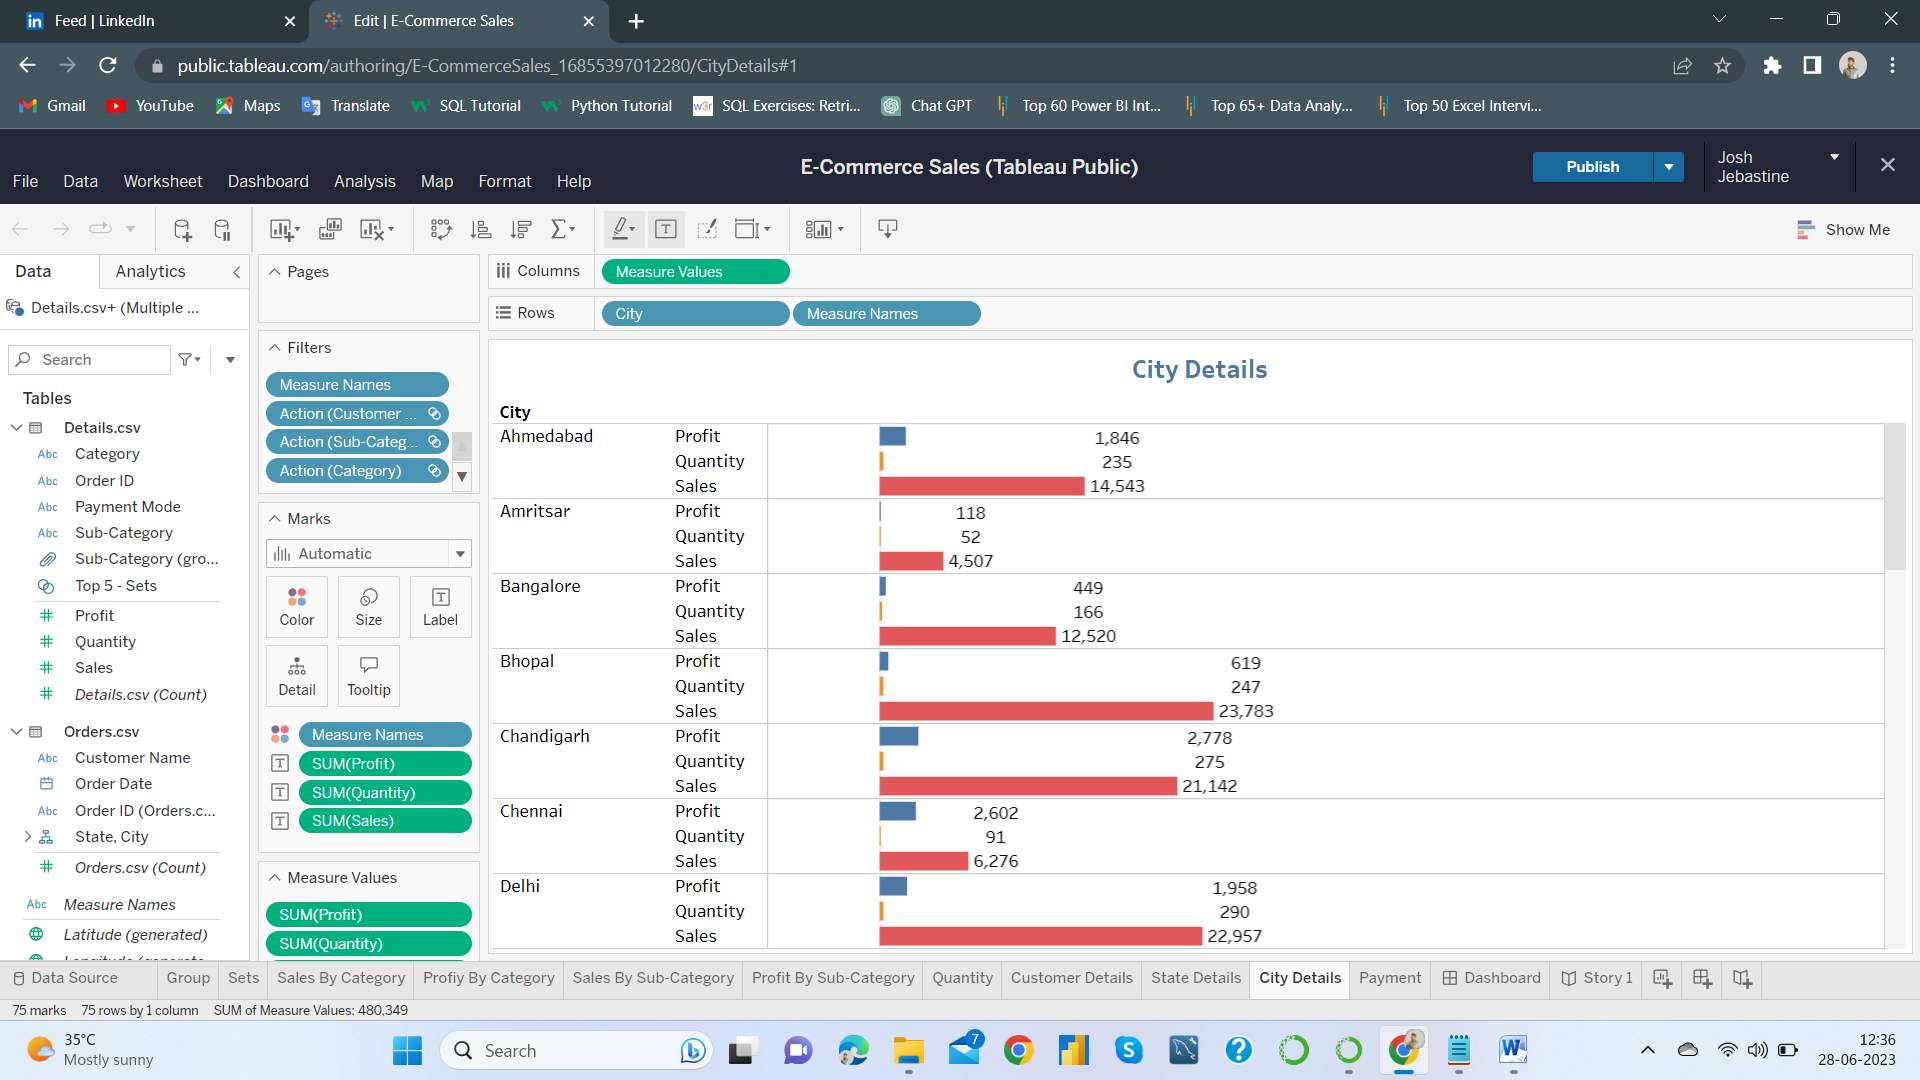 Feed | LinkedIn
Edit | E-Commerce Sales
public.tableau.com/authoring/E-CommerceSales_16855397012280/CityDetails#1
Gmail YouTube Maps Translate SQL Tutorial Python Tutorial SQL Exercises: Retri... Chat GPT Top 60 Power BI Int... Top 65+ Data Analy... Top 50 Excel Intervi...
E-Commerce Sales (Tableau Public)
Publish
Josh
Jebastine
File Data Worksheet Dashboard Analysis Map Format Help
Show Me
Data Analytics
Details.csv+ (Multiple ...
Search
Tables
Details.csv
Abc Category
Abc Order ID
Abc Payment Mode
Abc Sub-Category
Sub-Category (gro...
Top 5 - Sets
Profit
Quantity
Sales
Details.csv (Count)
Orders.csv
Abc Customer Name
Order Date
Abc Order ID (Orders.c...
State, City
Orders.csv (Count)
Abc Measure Names
Latitude (generated)
Pages
Filters
Measure Names
Action (Customer ...
Action (Sub-Categ...
Action (Category)
Marks
Automatic
Color Size Label
Detail Tooltip
Measure Names
SUM(Profit)
SUM(Quantity)
SUM(Sales)
Measure Values
SUM(Profit)
SUM(Quantity)
Columns Measure Values
Rows City Measure Names
City Details
City
Ahmedabad Profit 1,846
Quantity 235
Sales 14,543
Amritsar Profit 118
Quantity 52
Sales 4,507
Bangalore Profit 449
Quantity 166
Sales 12,520
Bhopal Profit 619
Quantity 247
Sales 23,783
Chandigarh Profit 2,778
Quantity 275
Sales 21,142
Chennai Profit 2,602
Quantity 91
Sales 6,276
Delhi Profit 1,958
Quantity 290
Sales 22,957
Data Source Group Sets Sales By Category Profiy By Category Sales By Sub-Category Profit By Sub-Category Quantity Customer Details State Details City Details Payment Dashboard Story 1
75 marks 75 rows by 1 column SUM of Measure Values: 480,349
35°C
Mostly sunny
Search
7
12:36
28-06-2023